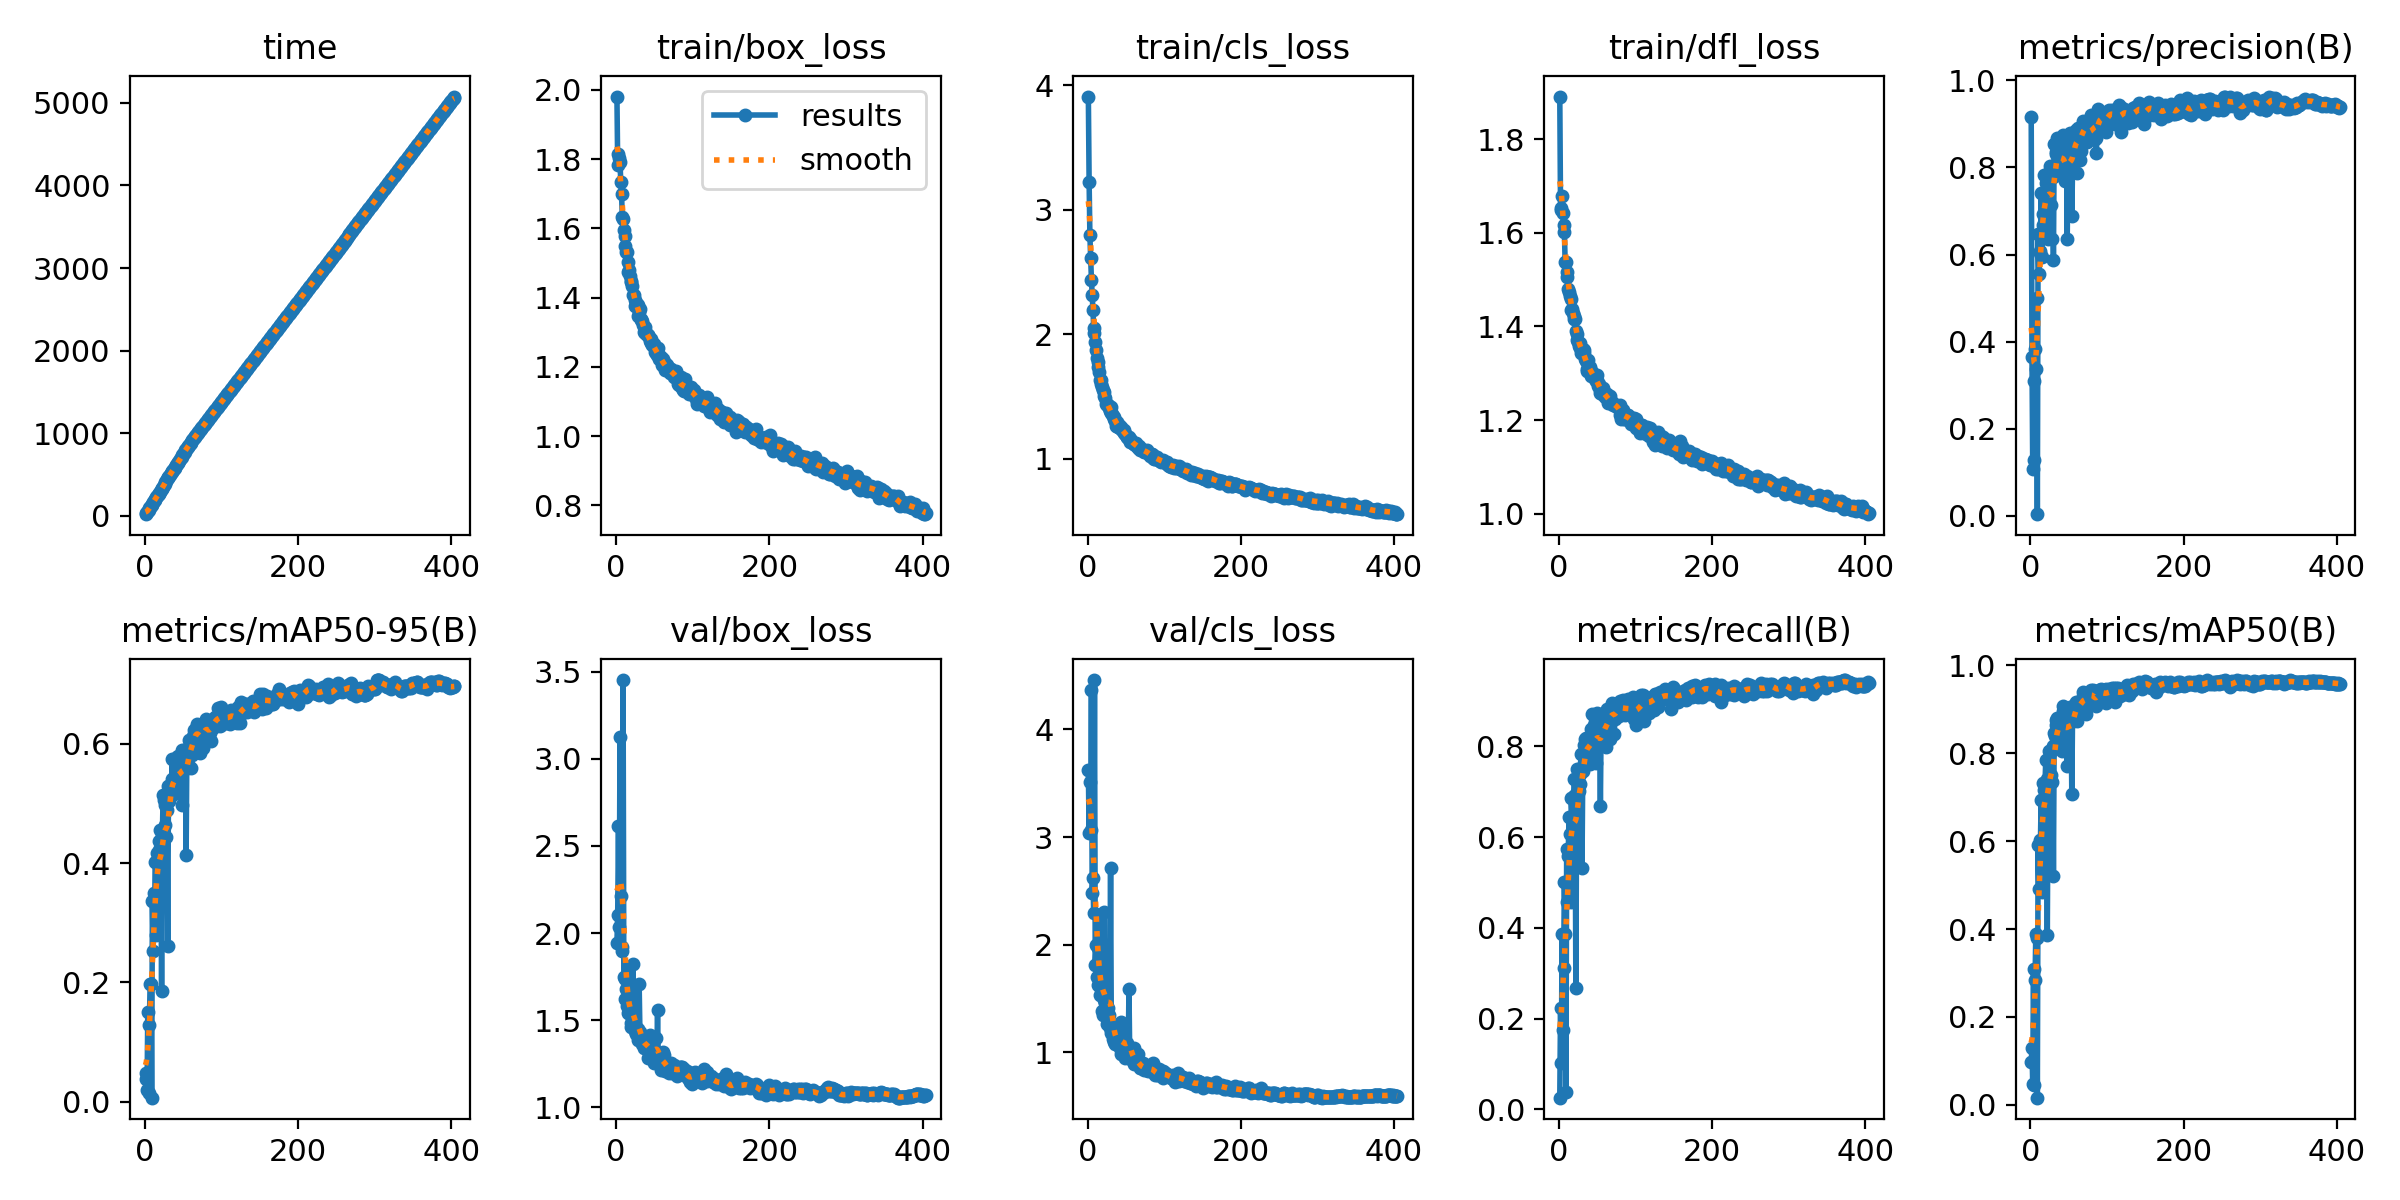 time
5000
4000
3000
2000
1000
0
0 200 400
train/box_loss
results
smooth
2.0
1.8
1.6
1.4
1.2
1.0
0.8
0 200 400
train/cls_loss
4
3
2
1
0 200 400
train/dfl_loss
1.8
1.6
1.4
1.2
1.0
0 200 400
metrics/precision(B)
1.0
0.8
0.6
0.4
0.2
0.0
0 200 400
metrics/mAP50-95(B)
0.6
0.4
0.2
0.0
0 200 400
val/box_loss
3.5
3.0
2.5
2.0
1.5
1.0
0 200 400
val/cls_loss
4
3
2
1
0 200 400
metrics/recall(B)
0.8
0.6
0.4
0.2
0.0
0 200 400
metrics/mAP50(B)
1.0
0.8
0.6
0.4
0.2
0.0
0 200 400